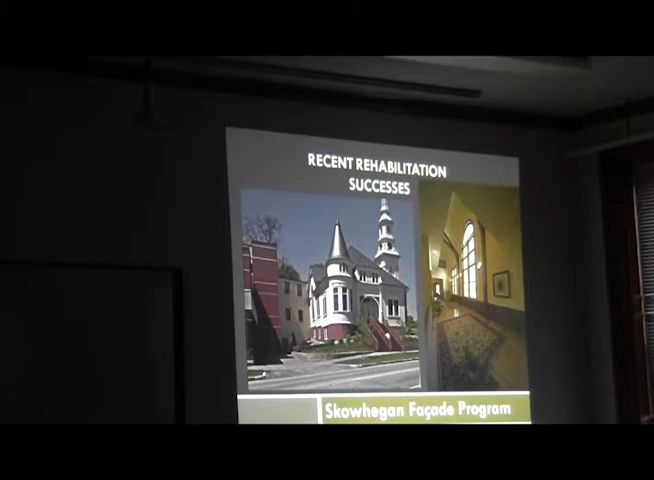 RECENT REHABILITATION
SUCCESSES
Skowhegan Façade Program